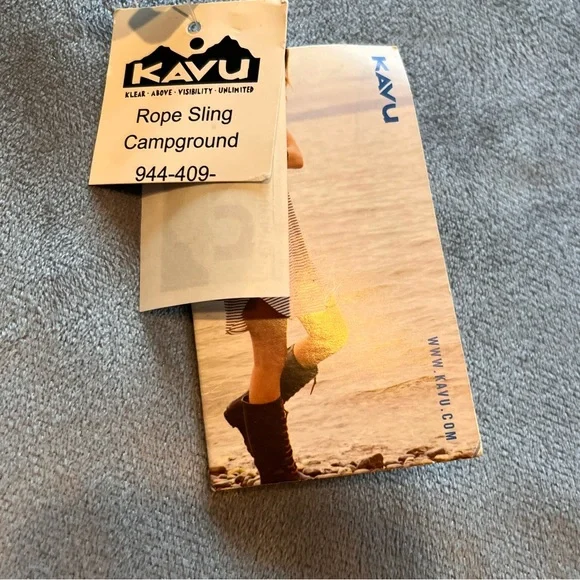 KAVU
KLEAR · ABOVE · VISIBILITY · UNLIMITED
Rope Sling
Campground
944-409-
KAVU
WWW.KAVU.COM